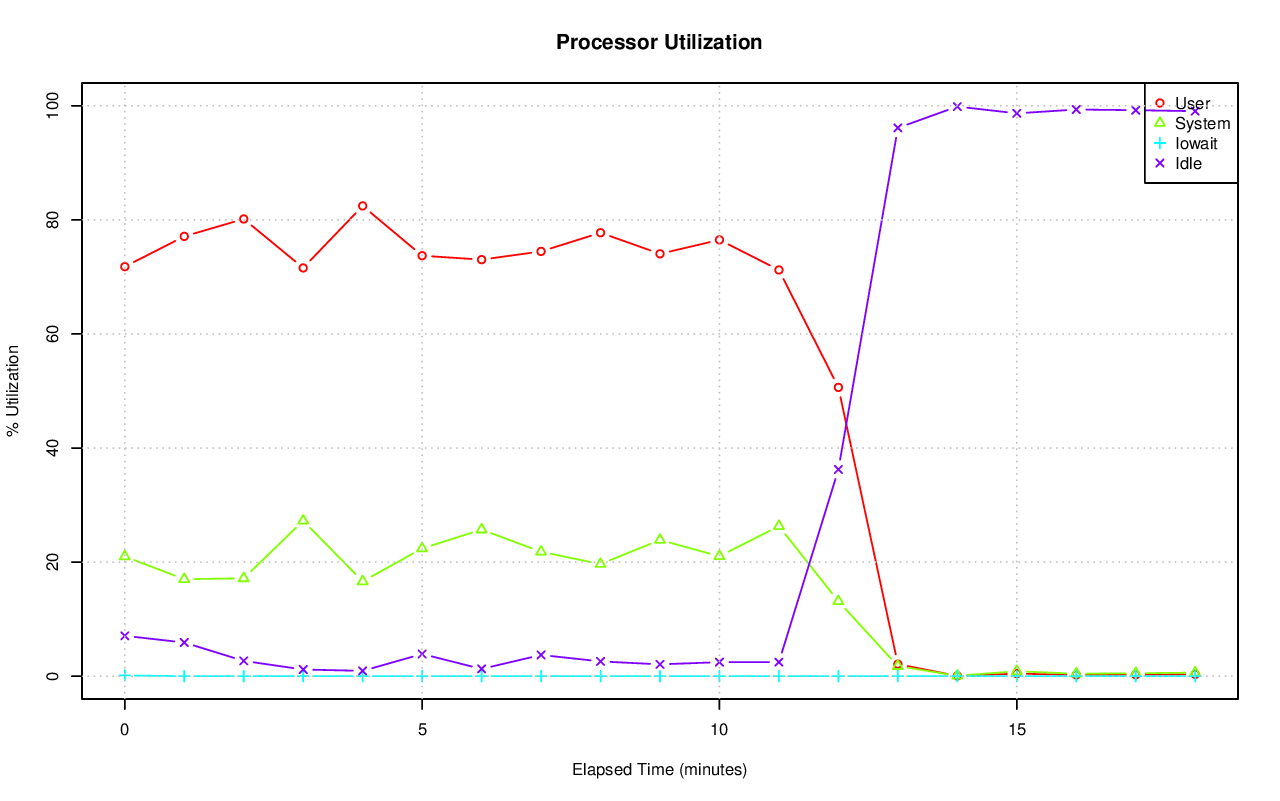 Processor Utilization
% Utilization
100
80
60
40
20
0
User
System
Iowait
Idle
0 5 10 15
Elapsed Time (minutes)